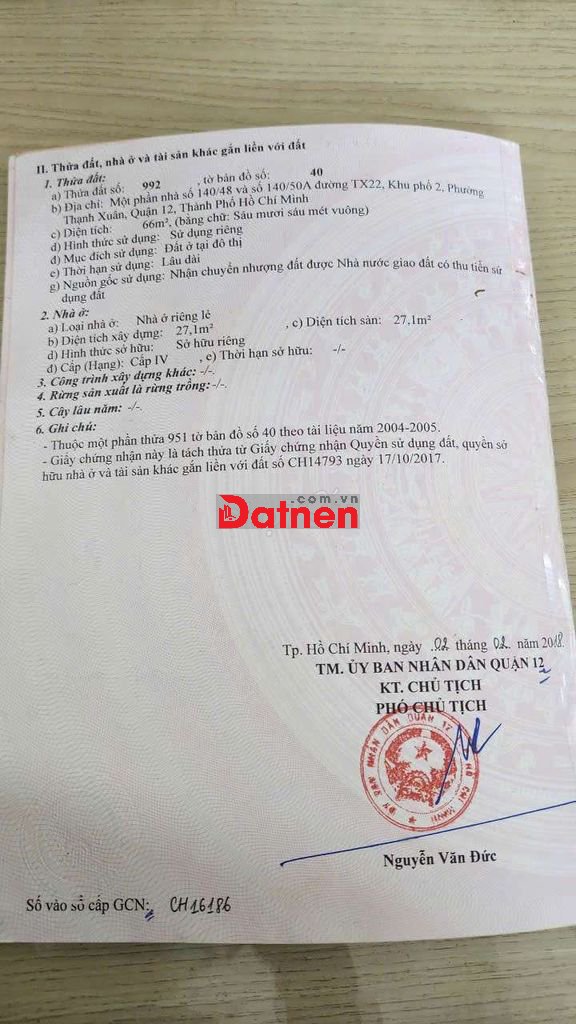 II. Thửa đất, nhà ở và tài sản khác gắn liền với đất
1. Thửa đất:
a) Thửa đất số: 992 , tờ bản đồ số: 40
b) Địa chỉ: Một phần nhà số 140/48 và số 140/50A đường TX22, Khu phố 2, Phường
Thạnh Xuân, Quận 12, Thành Phố Hồ Chí Minh
c) Diện tích: 66m², (bằng chữ: Sáu mươi sáu mét vuông)
d) Hình thức sử dụng: Sử dụng riêng
đ) Mục đích sử dụng: Đất ở tại đô thị
e) Thời hạn sử dụng: Lâu dài
g) Nguồn gốc sử dụng: Nhận chuyển nhượng đất được Nhà nước giao đất có thu tiền sử
dụng đất
2. Nhà ở:
a) Loại nhà ở: Nhà ở riêng lẻ
b) Diện tích xây dựng: 27,1m² , c) Diện tích sàn: 27,1m²
d) Hình thức sở hữu: Sở hữu riêng
đ) Cấp (Hạng): Cấp IV , e) Thời hạn sở hữu: -/-
3. Công trình xây dựng khác: -/-.
4. Rừng sản xuất là rừng trồng: -/-.
5. Cây lâu năm: -/-.
6. Ghi chú:
- Thuộc một phần thửa 951 tờ bản đồ số 40 theo tài liệu năm 2004-2005.
- Giấy chứng nhận này là tách thửa từ Giấy chứng nhận Quyền sử dụng đất, quyền sở
hữu nhà ở và tài sản khác gắn liền với đất số CH14793 ngày 17/10/2017.
.com.vn
Datnen
Tp. Hồ Chí Minh, ngày .02 tháng 02. năm 2018.
TM. ỦY BAN NHÂN DÂN QUẬN 12
KT. CHỦ TỊCH
PHÓ CHỦ TỊCH
ỦY BAN NHÂN DÂN QUẬN 12
HỒ CHÍ MINH
Nguyễn Văn Đức
Số vào sổ cấp GCN: CH16186